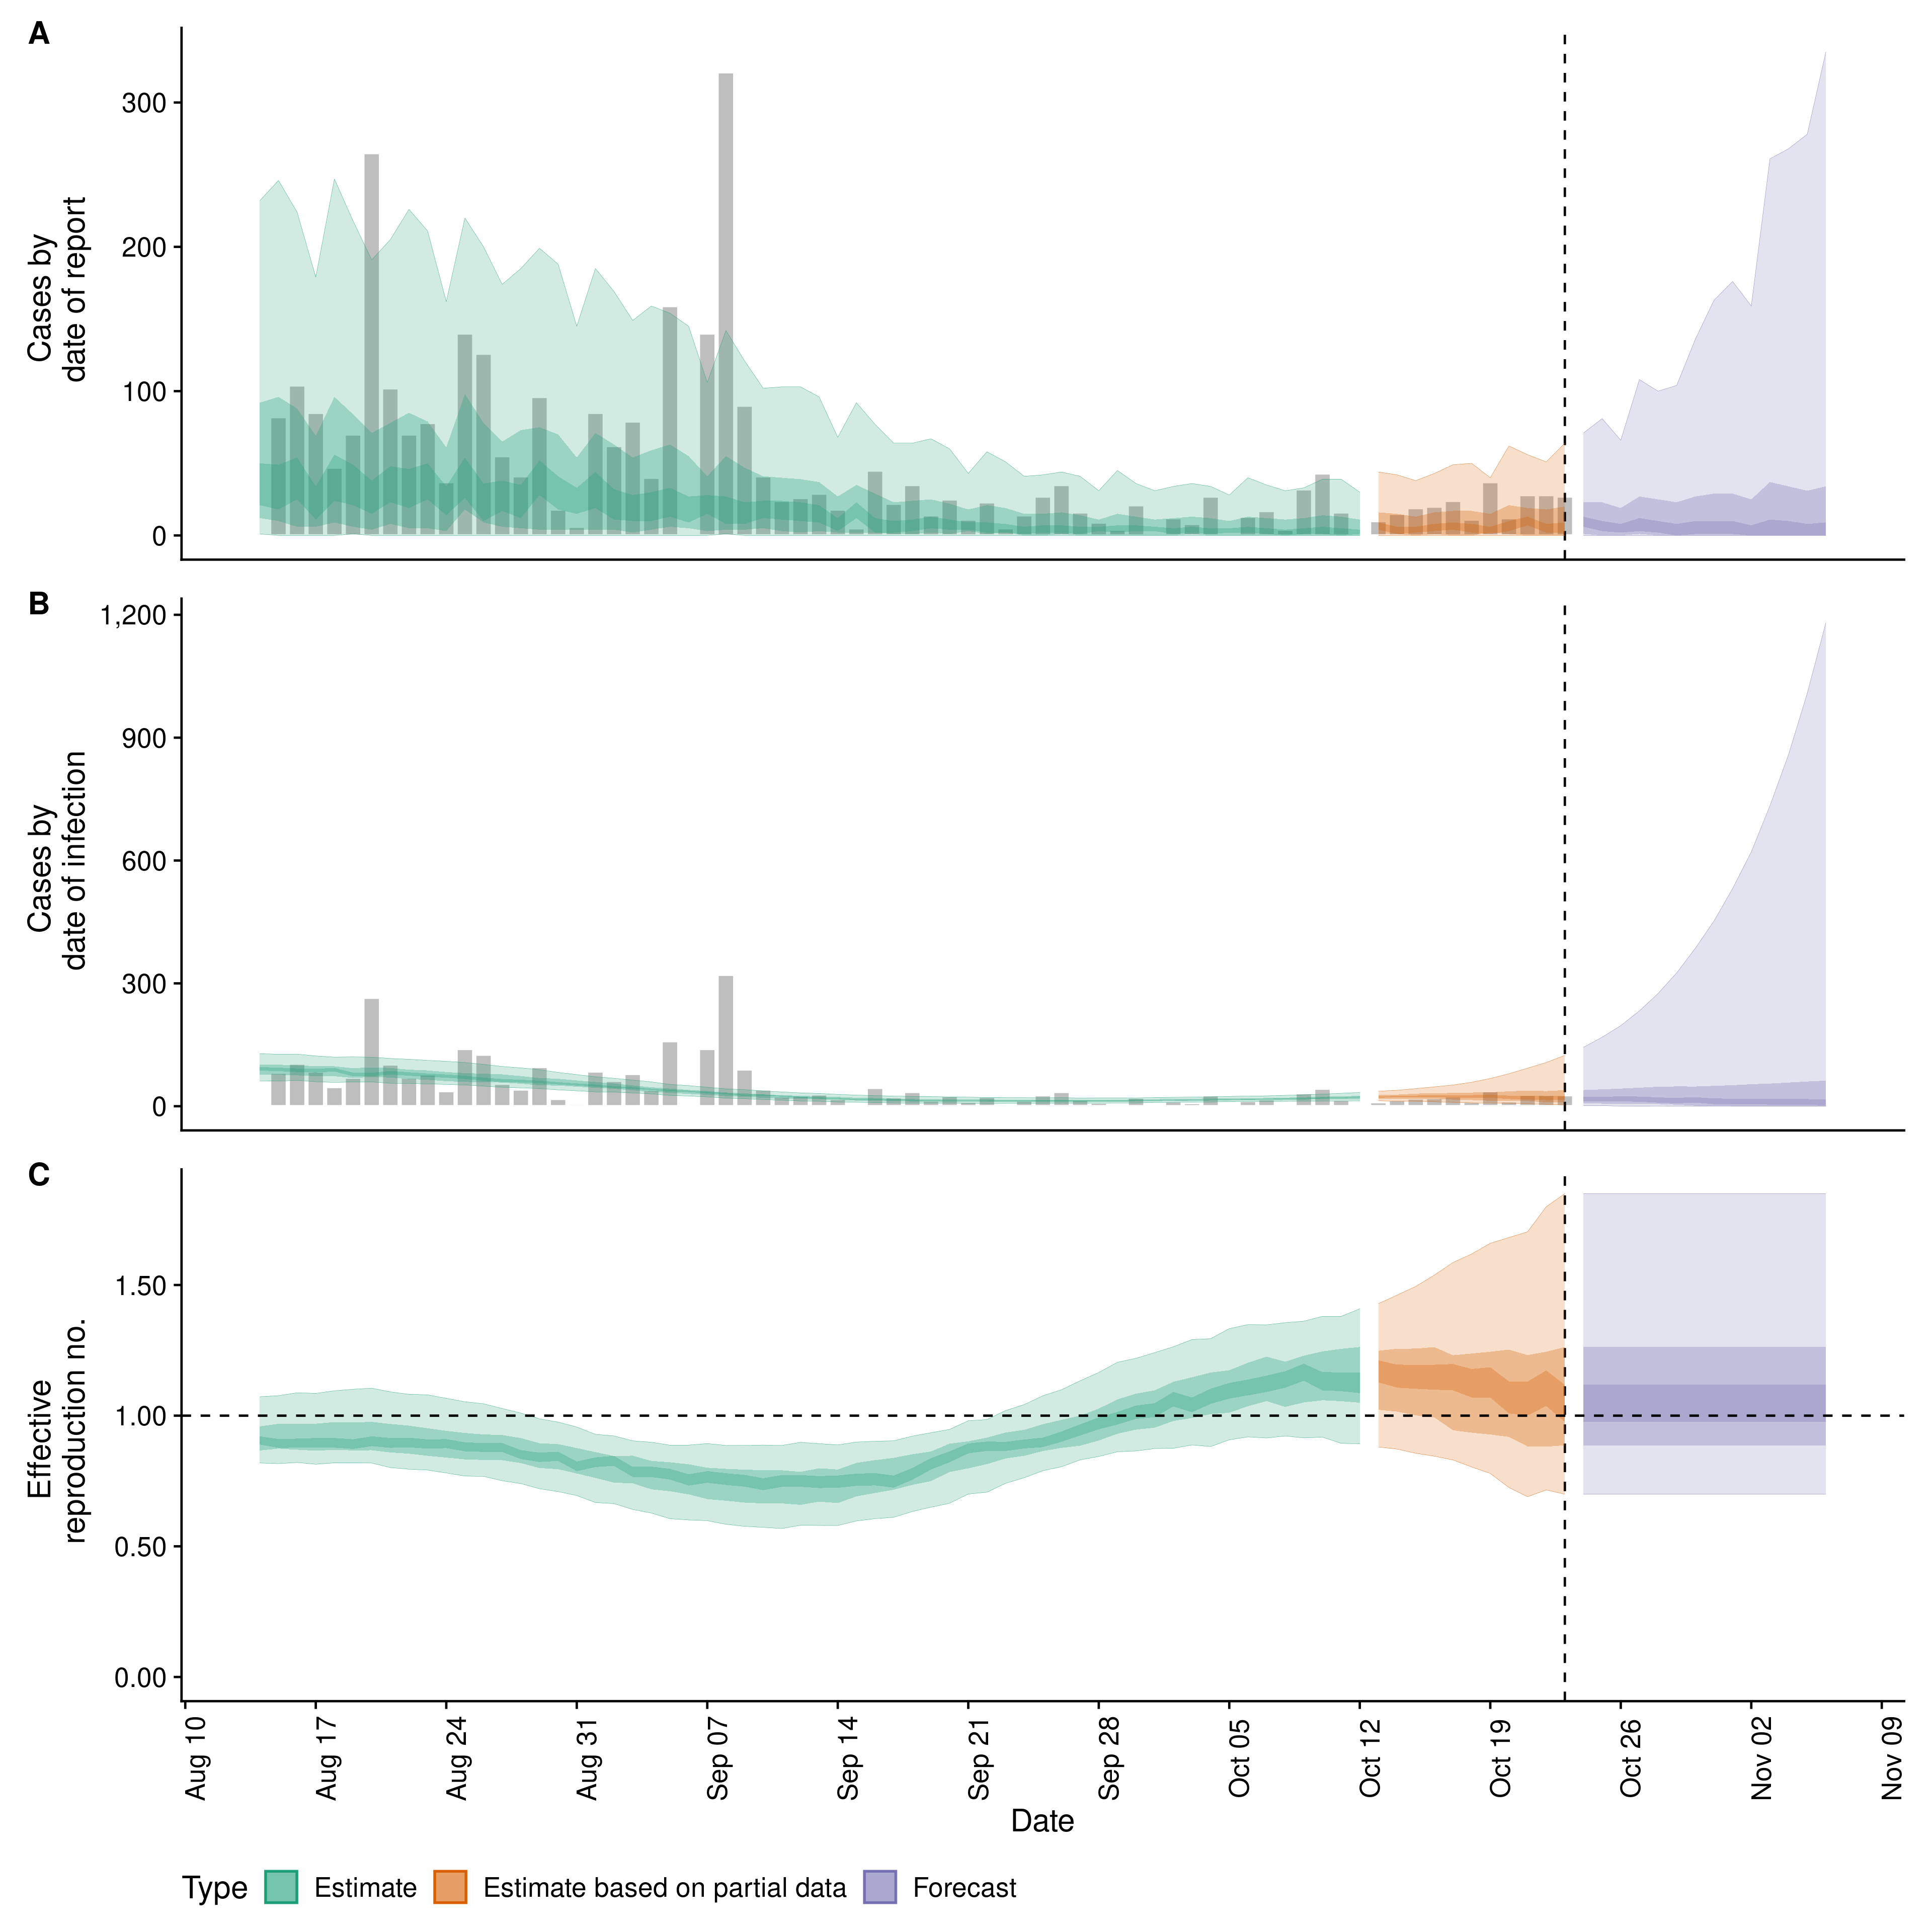 A
Cases by
date of report
300
200
100
0
B
Cases by
date of infection
1,200
900
600
300
0
C
Effective
reproduction no.
1.50
1.00
0.50
0.00
Aug 10
Aug 17
Aug 24
Aug 31
Sep 07
Sep 14
Sep 21
Sep 28
Oct 05
Oct 12
Oct 19
Oct 26
Nov 02
Nov 09
Date
Type Estimate Estimate based on partial data Forecast